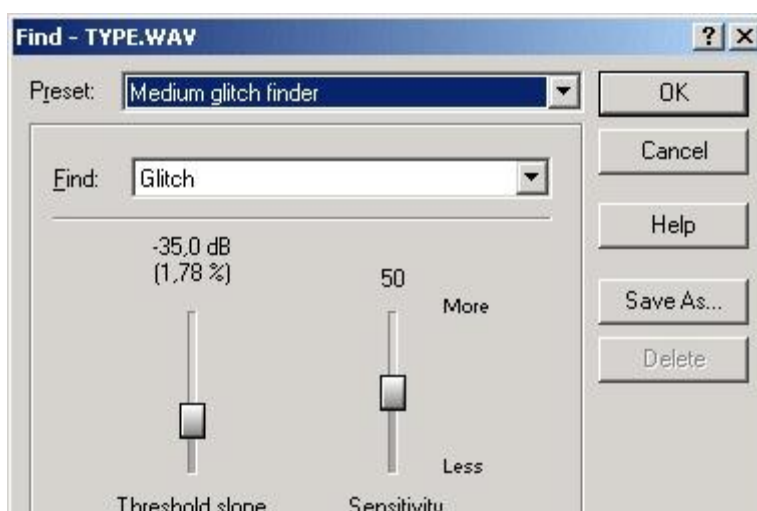 Find - TYPE.WAV
Preset: Medium glitch finder
OK
Cancel
Find: Glitch
Help
-35,0 dB
(1,78 %)
50
More
Save As...
Delete
Less
Threshold slope
Sensitivity